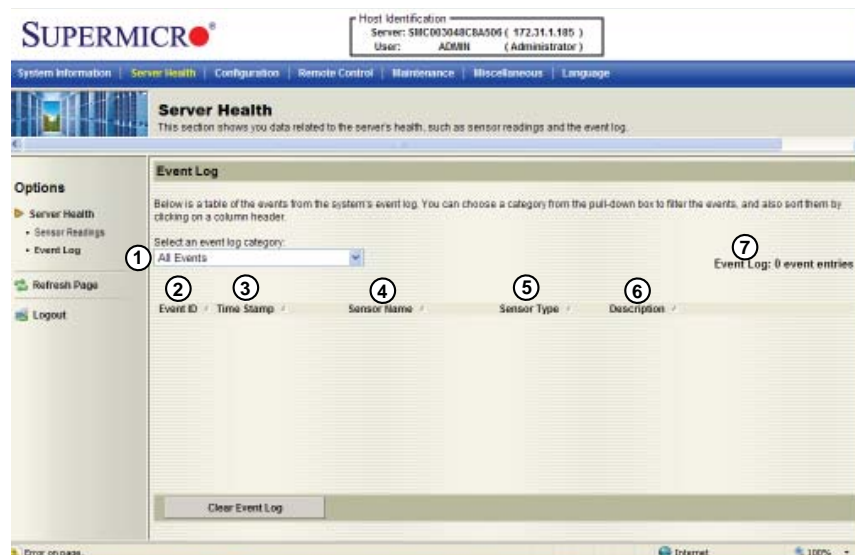 SUPERMICRO
Host Identification
Server: SMC003048C8A506 ( 172.31.1.185 )
User: ADMIN ( Administrator )
System Information Server Health Configuration Remote Control Maintenance Miscellaneous Language
Server Health
This section shows you data related to the server's health, such as sensor readings and the event log.
Options
Server Health
• Sensor Readings
• Event Log
Refresh Page
Logout
Event Log
Below is a table of the events from the system's event log. You can choose a category from the pull-down box to filter the events, and also sort them by
clicking on a column header.
Select an event log category:
1 All Events
7
Event Log: 0 event entries
2 3 4 5 6
Event ID Time Stamp Sensor Name Sensor Type Description
Clear Event Log
Error on page. Internet 100%